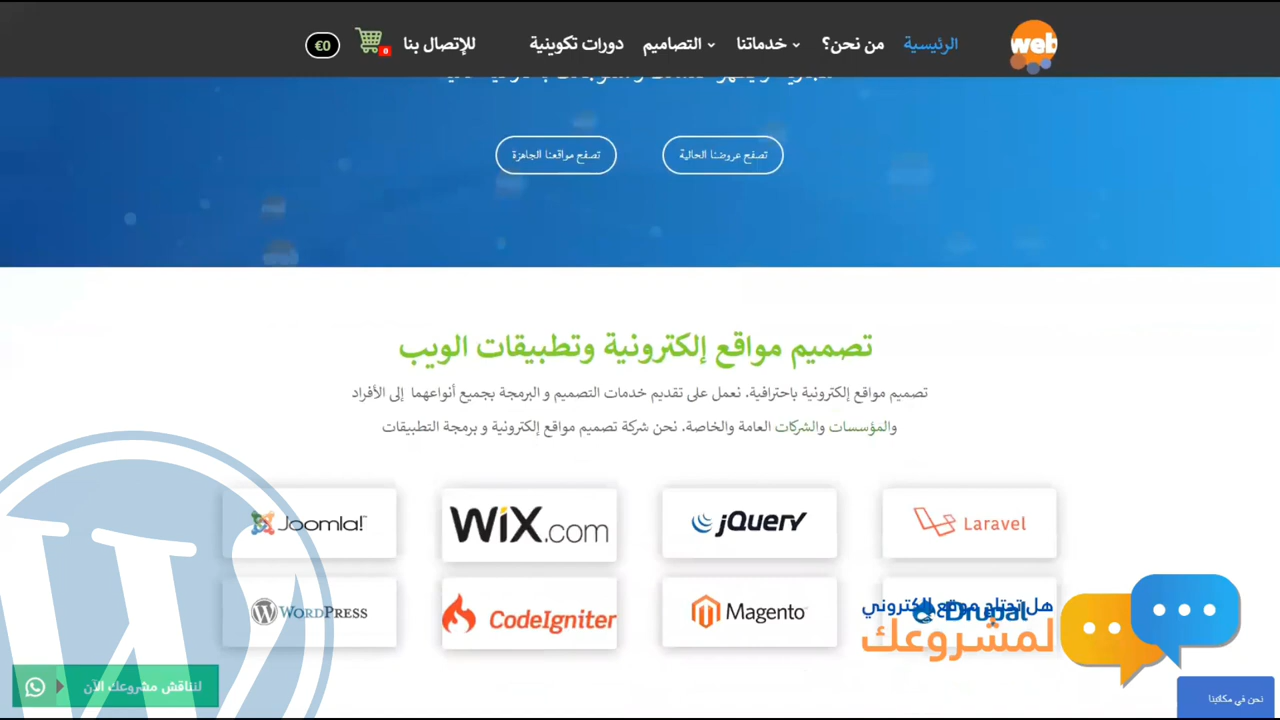 web
الرئيسية
من نحن؟
خدماتنا
التصاميم
دورات تكوينية
للإتصال بنا
0
€0
تصفح عروضنا الحالية
تصفح مواقعنا الجاهزة
تصميم مواقع إلكترونية وتطبيقات الويب
تصميم مواقع إلكترونية باحترافية. نعمل على تقديم خدمات التصميم و البرمجة بجميع أنواعهما إلى الأفراد
والمؤسسات والشركات العامة والخاصة. نحن شركة تصميم مواقع إلكترونية و برمجة التطبيقات
Joomla!
WiX.com
jQuery
Laravel
WORDPRESS
CodeIgniter
Magento
Drupal
هل تحتاج موقع إلكتروني
لمشروعك
لنناقش مشروعك الآن
نحن في مكاتبنا